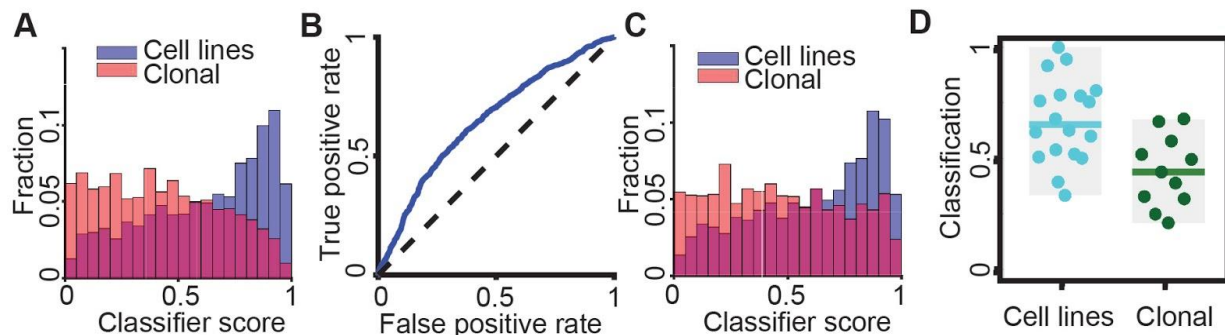 A
Cell lines
Clonal
Fraction
0.1
0.05
0
0
0.5
1
Classifier score
B
True positive rate
1
0.5
0
0
0.5
1
False positive rate
C
Cell lines
Clonal
Fraction
0.1
0.05
0
0
0.5
1
Classifier score
D
Classification
1
0.5
0
Cell lines
Clonal